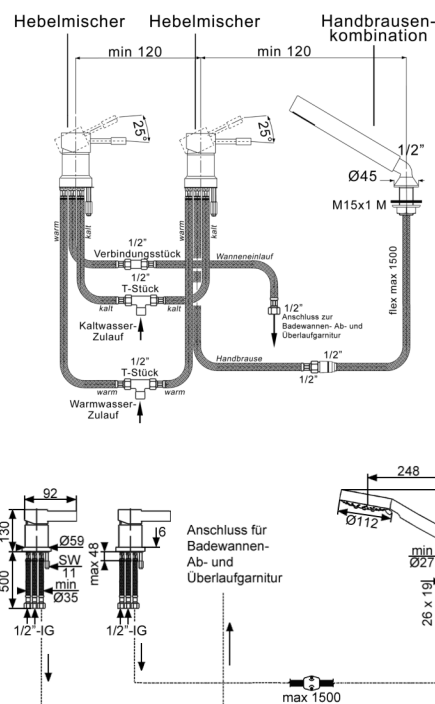 Hebelmischer Hebelmischer Handbrausen-
kombination
min 120 min 120
25° 25°
1/2"
Ø45
M15x1 M
warm kalt warm kalt
flex max 1500
1/2"
Verbindungsstück
Wanneneinlauf
1/2"
T-Stück
kalt kalt
Kaltwasser-
Zulauf
1/2"
Anschluss zur
Badewannen- Ab- und
Überlaufgarnitur
1/2"
T-Stück
Handbrause
1/2"
1/2"
warm warm
Warmwasser-
Zulauf
92
130
Ø59
500
SW
11
min
Ø35
1/2"-IG
6
max 48
1/2"-IG
Anschluss für
Badewannen-
Ab- und
Überlaufgarnitur
248
Ø112
min
Ø27
26 x 19
max 1500